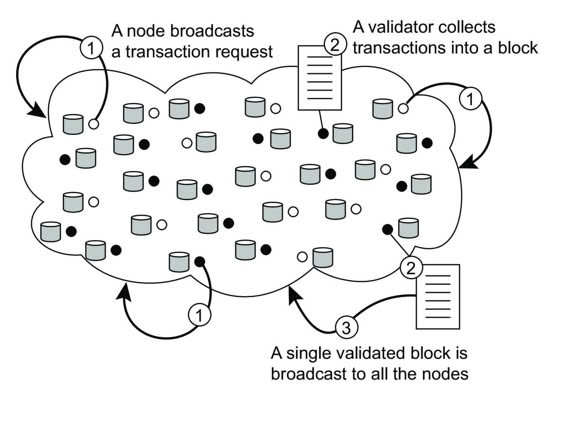 1
A node broadcasts
a transaction request
2
A validator collects
transactions into a block
1
1
2
3
A single validated block is
broadcast to all the nodes